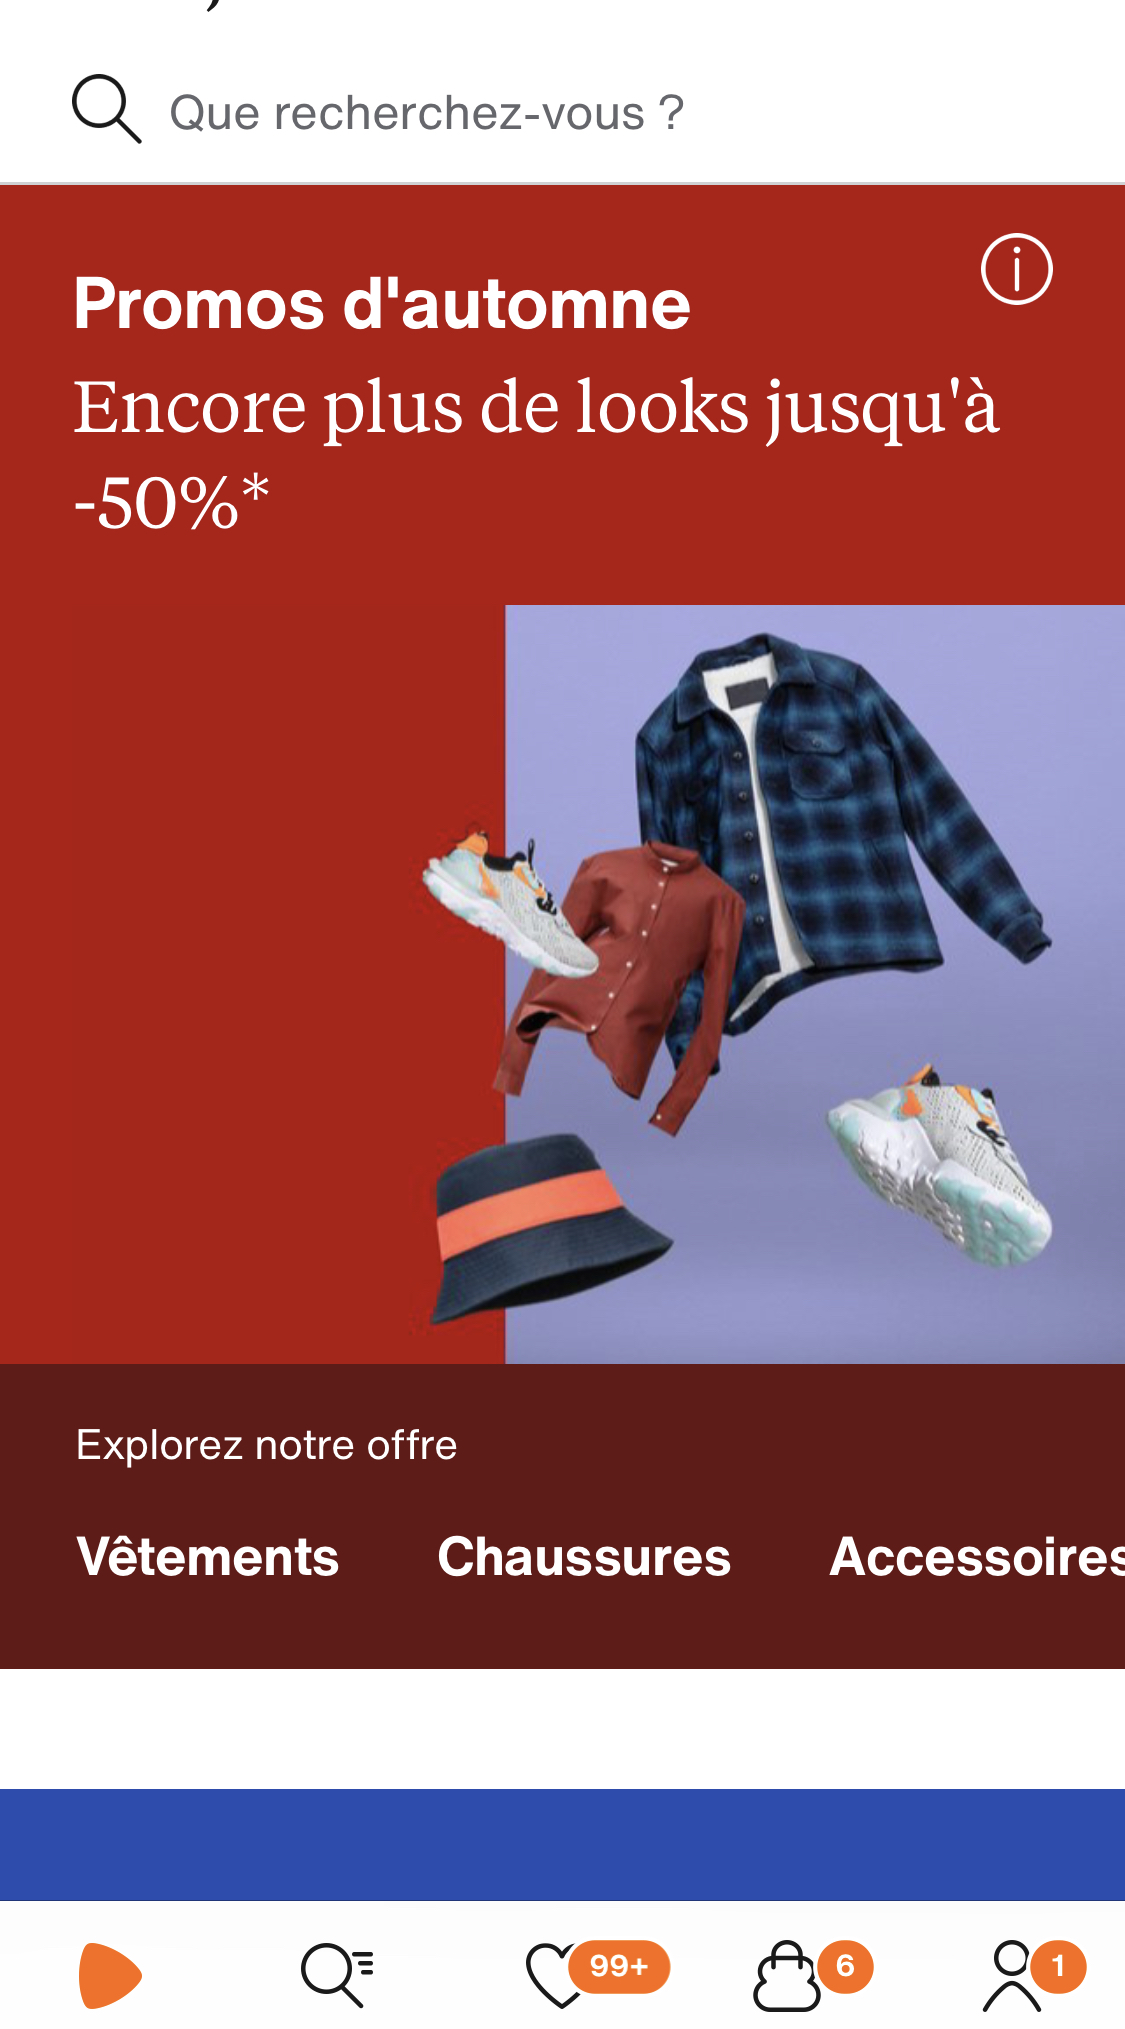 Que recherchez-vous ?
Promos d'automne
Encore plus de looks jusqu'à
-50%*
Explorez notre offre
Vêtements Chaussures Accessoires
99+ 6 1